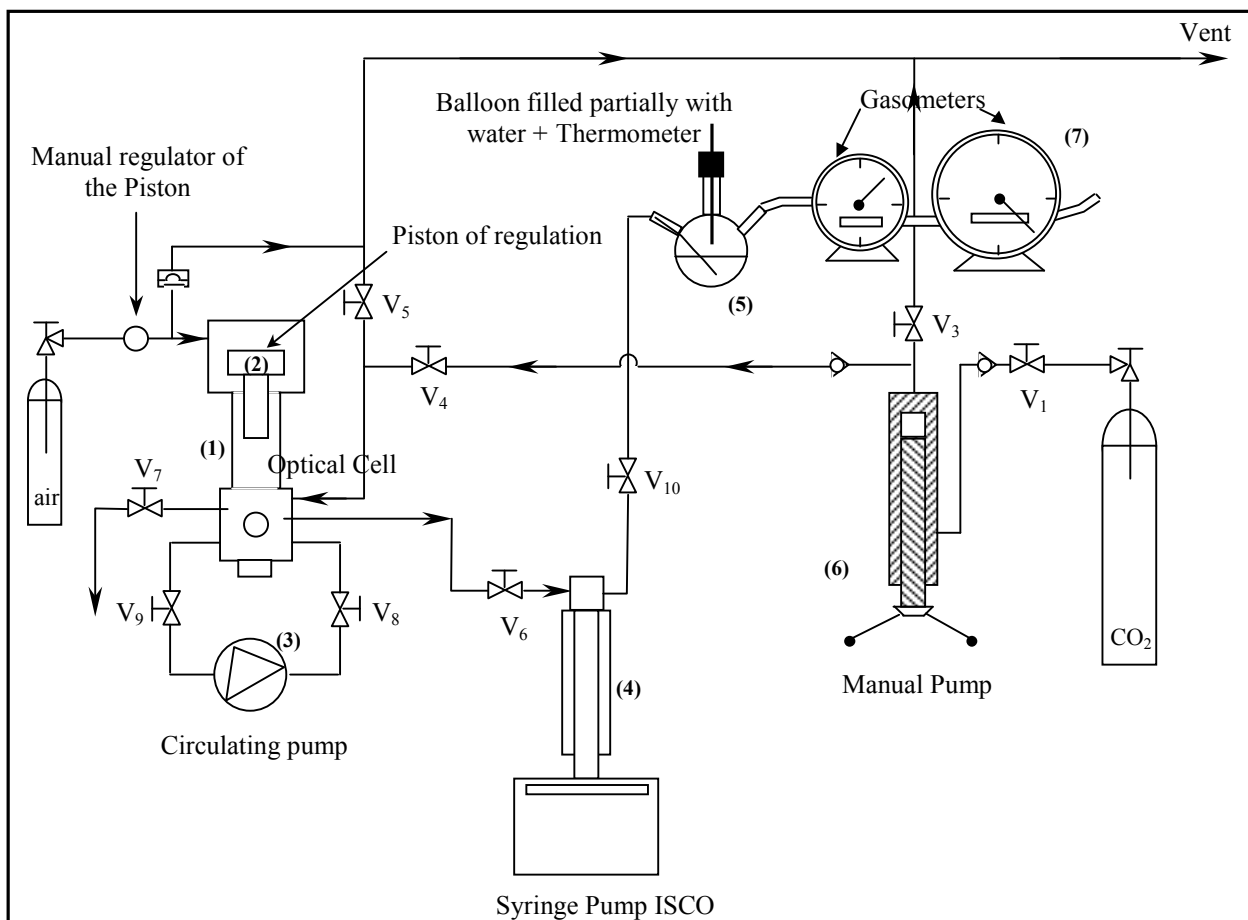 Vent
Balloon filled partially with
water + Thermometer
Gasometers
(7)
Manual regulator of
the Piston
Piston of regulation
(5)
V5
V3
(2)
V4
V1
(1)
Optical Cell
V7
air
V10
(6)
V9
V8
(3)
V6
CO2
(4)
Manual Pump
Circulating pump
Syringe Pump ISCO